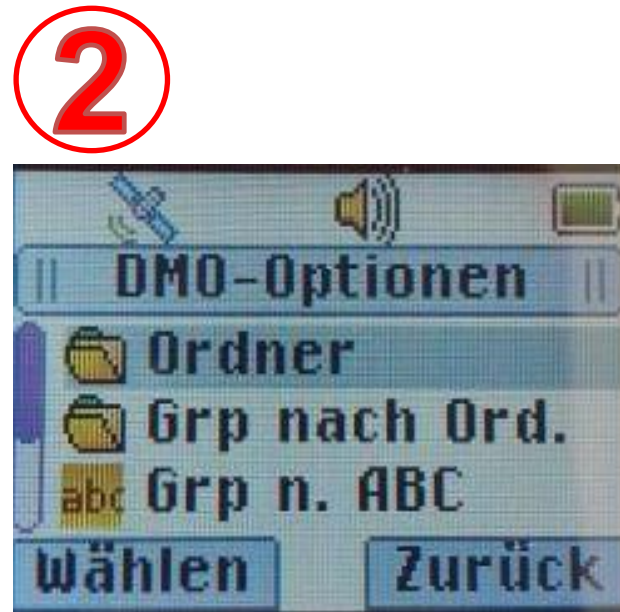 2
DMO-Optionen
Ordner
Grp nach Ord.
abc Grp n. ABC
Wählen Zurück